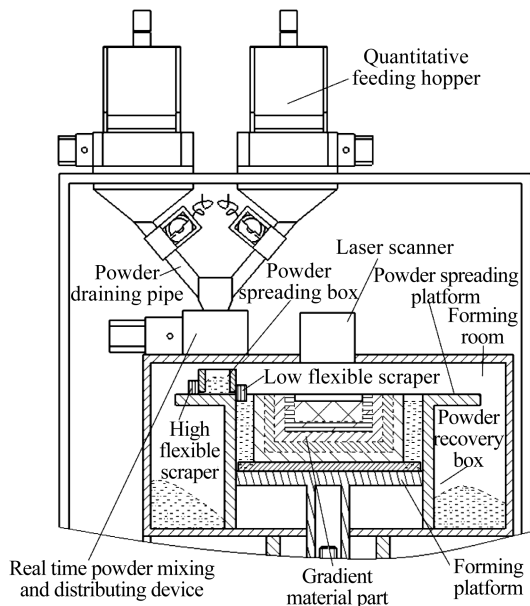 Quantitative
feeding hopper
Laser scanner
Powder
draining pipe
Powder
spreading box
Powder spreading
platform
Forming
room
Low flexible scraper
High
flexible
scraper
Powder
recovery
box
Real time powder mixing
and distributing device
Gradient
material part
Forming
platform